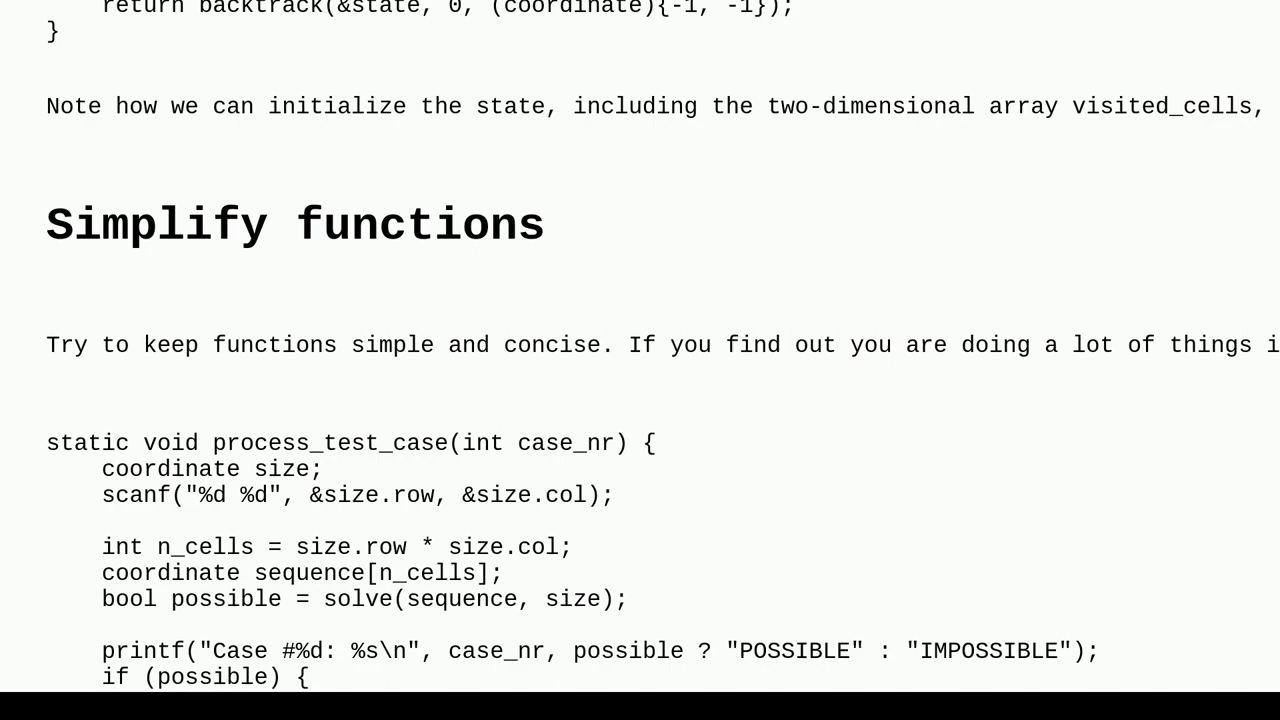 return backtrack(&state, 0, (coordinate){-1, -1});
}
Note how we can initialize the state, including the two-dimensional array visited_cells,
Simplify functions
Try to keep functions simple and concise. If you find out you are doing a lot of things i
static void process_test_case(int case_nr) {
coordinate size;
scanf("%d %d", &size.row, &size.col);
int n_cells = size.row * size.col;
coordinate sequence[n_cells];
bool possible = solve(sequence, size);
printf("Case #%d: %s\n", case_nr, possible ? "POSSIBLE" : "IMPOSSIBLE");
if (possible) {